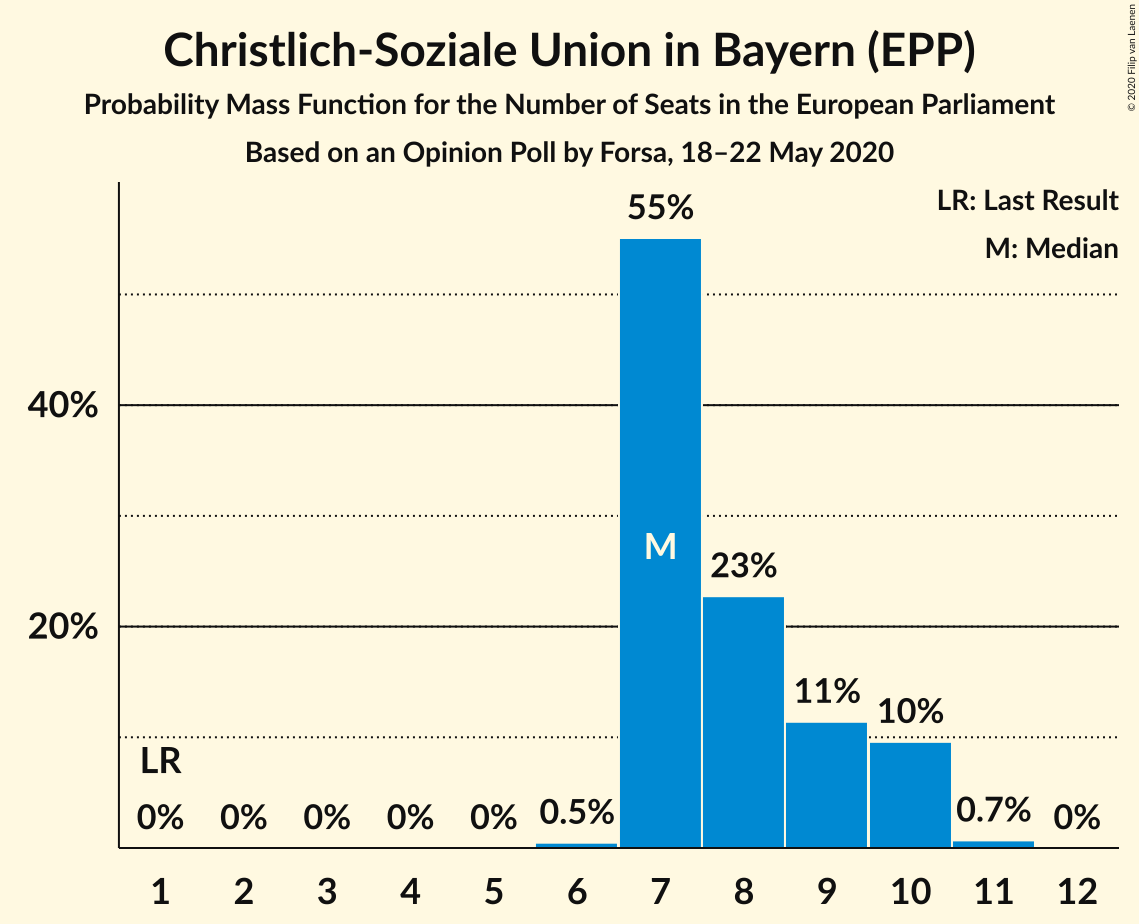 Christlich-Soziale Union in Bayern (EPP)
Probability Mass Function for the Number of Seats in the European Parliament
Based on an Opinion Poll by Forsa, 18–22 May 2020
© 2020 Filip van Laenen
LR: Last Result
M: Median
55%
40%
M
23%
20%
11%
10%
LR
0% 0% 0% 0% 0% 0.5% 0.7% 0%
1 2 3 4 5 6 7 8 9 10 11 12